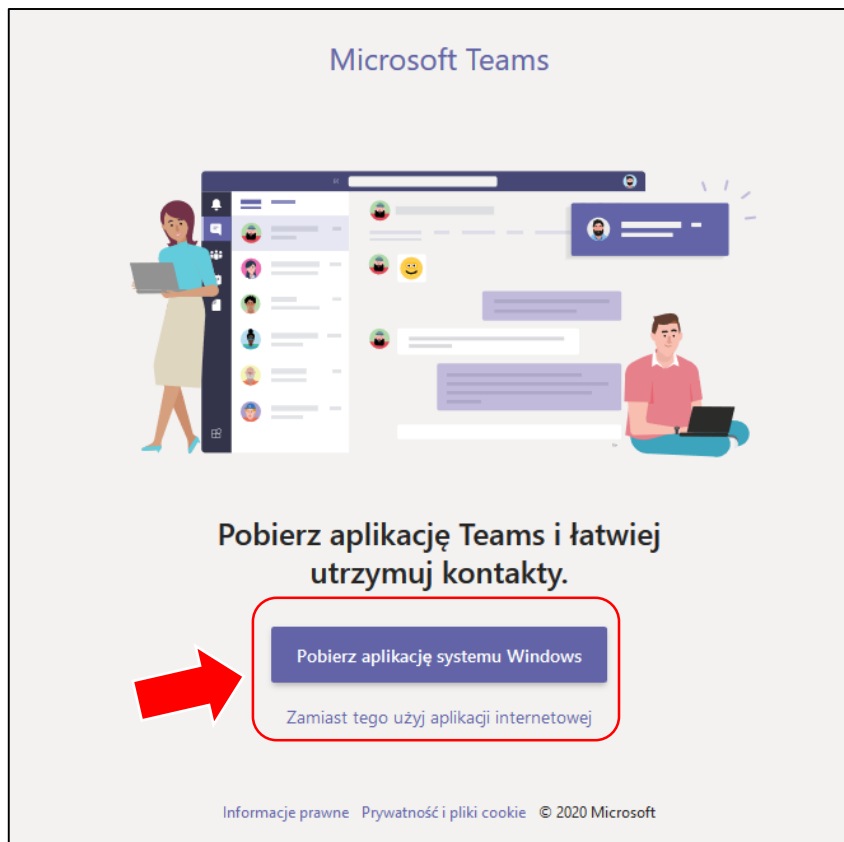 Microsoft Teams
Pobierz aplikację Teams i łatwiej
utrzymuj kontakty.
Pobierz aplikację systemu Windows
Zamiast tego użyj aplikacji internetowej
Informacje prawne Prywatność i pliki cookie © 2020 Microsoft